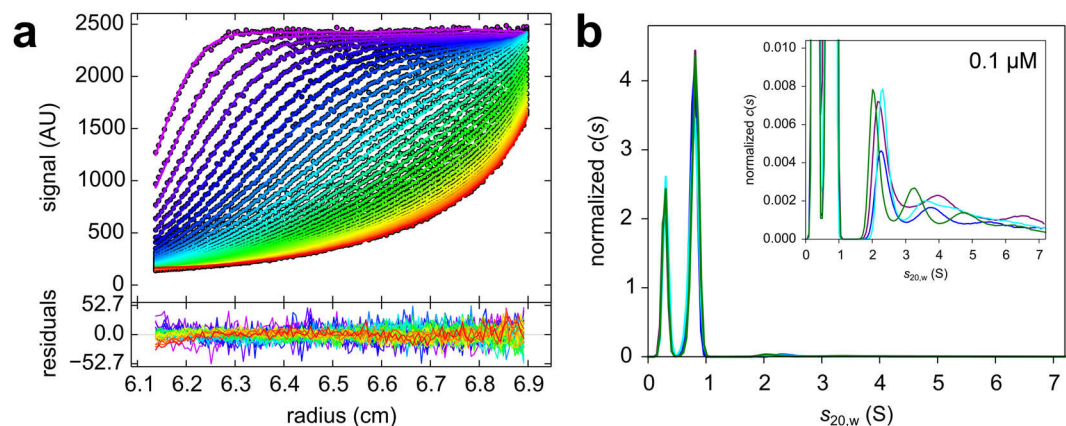 a
signal (AU)
2500
2000
1500
1000
500
0
residuals
52.7
0.0
−52.7
6.1 6.2 6.3 6.4 6.5 6.6 6.7 6.8 6.9
radius (cm)
b
normalized c(s)
4
3
2
1
0
0 1 2 3 4 5 6 7
s20,w (S)
0.1 µM
normalized c(s)
0.010
0.008
0.006
0.004
0.002
0.000
0 1 2 3 4 5 6 7
s20,w (S)